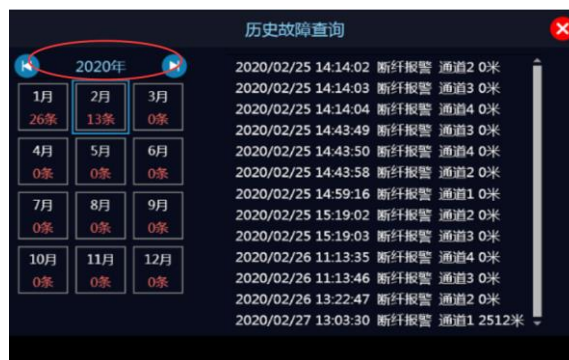 历史故障查询
2020年
1月 2月 3月
26条 13条 0条
4月 5月 6月
0条 0条 0条
7月 8月 9月
0条 0条 0条
10月 11月 12月
0条 0条 0条
2020/02/25 14:14:02 断纤报警 通道2 0米
2020/02/25 14:14:03 断纤报警 通道3 0米
2020/02/25 14:14:04 断纤报警 通道4 0米
2020/02/25 14:43:49 断纤报警 通道3 0米
2020/02/25 14:43:50 断纤报警 通道4 0米
2020/02/25 14:43:58 断纤报警 通道2 0米
2020/02/25 14:59:16 断纤报警 通道1 0米
2020/02/25 15:19:02 断纤报警 通道2 0米
2020/02/25 15:19:03 断纤报警 通道3 0米
2020/02/26 11:13:35 断纤报警 通道4 0米
2020/02/26 11:13:46 断纤报警 通道3 0米
2020/02/26 13:22:47 断纤报警 通道2 0米
2020/02/27 13:03:30 断纤报警 通道1 2512米